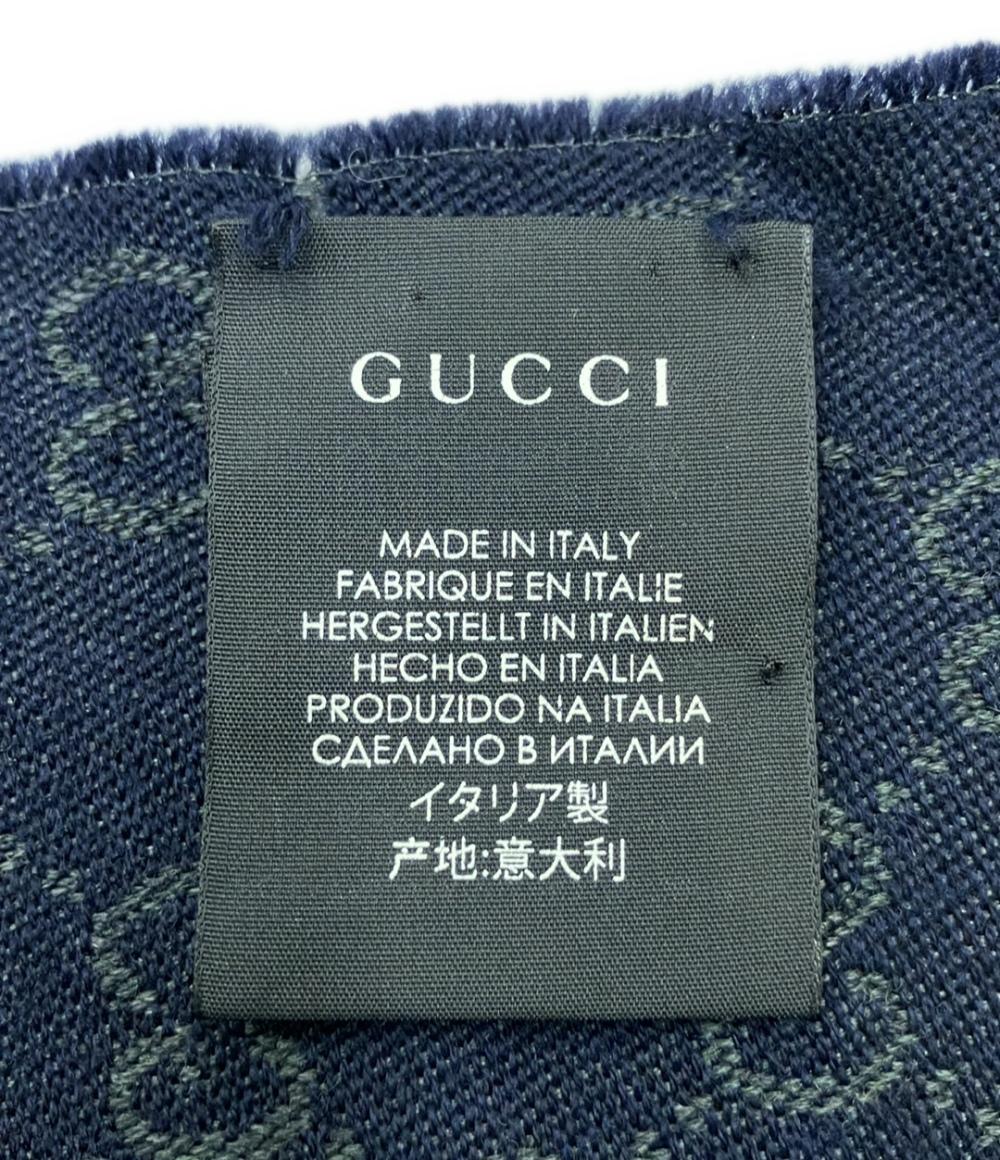 GUCCI
MADE IN ITALY
FABRIQUE EN ITALIE
HERGESTELLT IN ITALIEN
HECHO EN ITALIA
PRODUZIDO NA ITALIA
СДЕЛАНО В ИТАЛИИ
イタリア製
产地:意大利